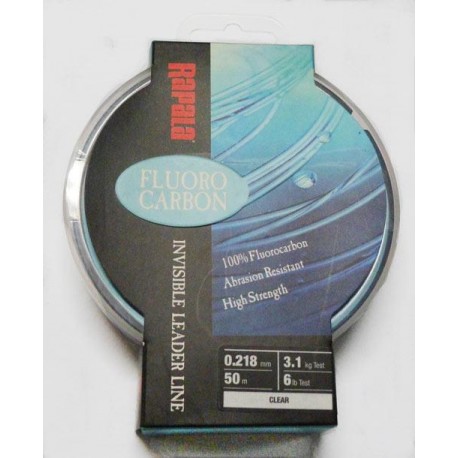 RAPALA
FLUORO
CARBON
INVISIBLE LEADER LINE
100% Fluorocarbon
Abrasion Resistant
High Strength
0.218 mm
3.1 kg Test
50 m
6 lb Test
CLEAR